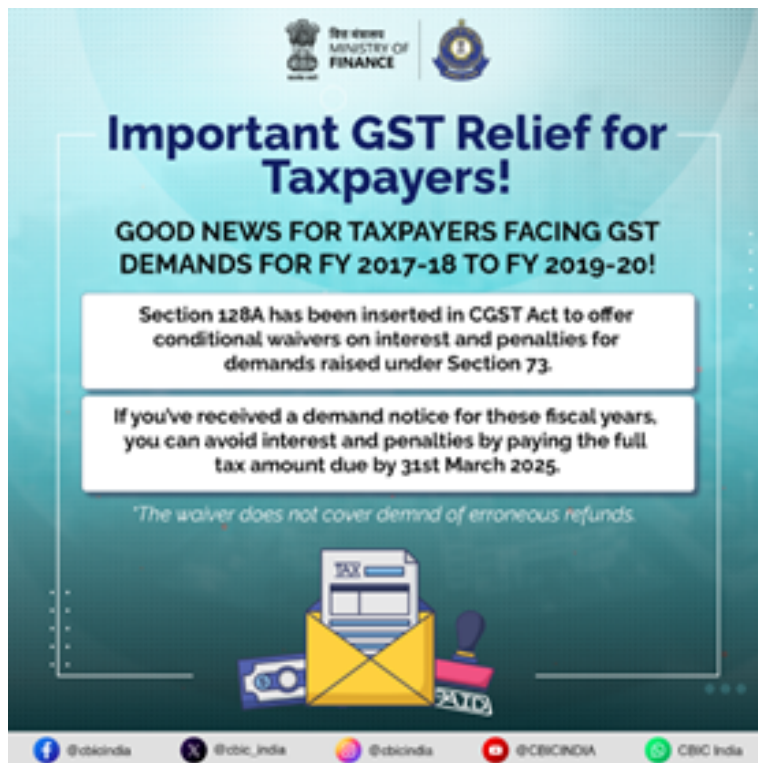 वित्त मंत्रालय
MINISTRY OF
FINANCE
Important GST Relief for
Taxpayers!
GOOD NEWS FOR TAXPAYERS FACING GST
DEMANDS FOR FY 2017-18 TO FY 2019-20!
Section 128A has been inserted in CGST Act to offer
conditional waivers on interest and penalties for
demands raised under Section 73.
If you've received a demand notice for these fiscal years,
you can avoid interest and penalties by paying the full
tax amount due by 31st March 2025.
*The waiver does not cover demnd of erroneous refunds.
TAX
PAID
@cbicindia
@cbic_india
@cbicindia
@CBICINDIA
CBIC India